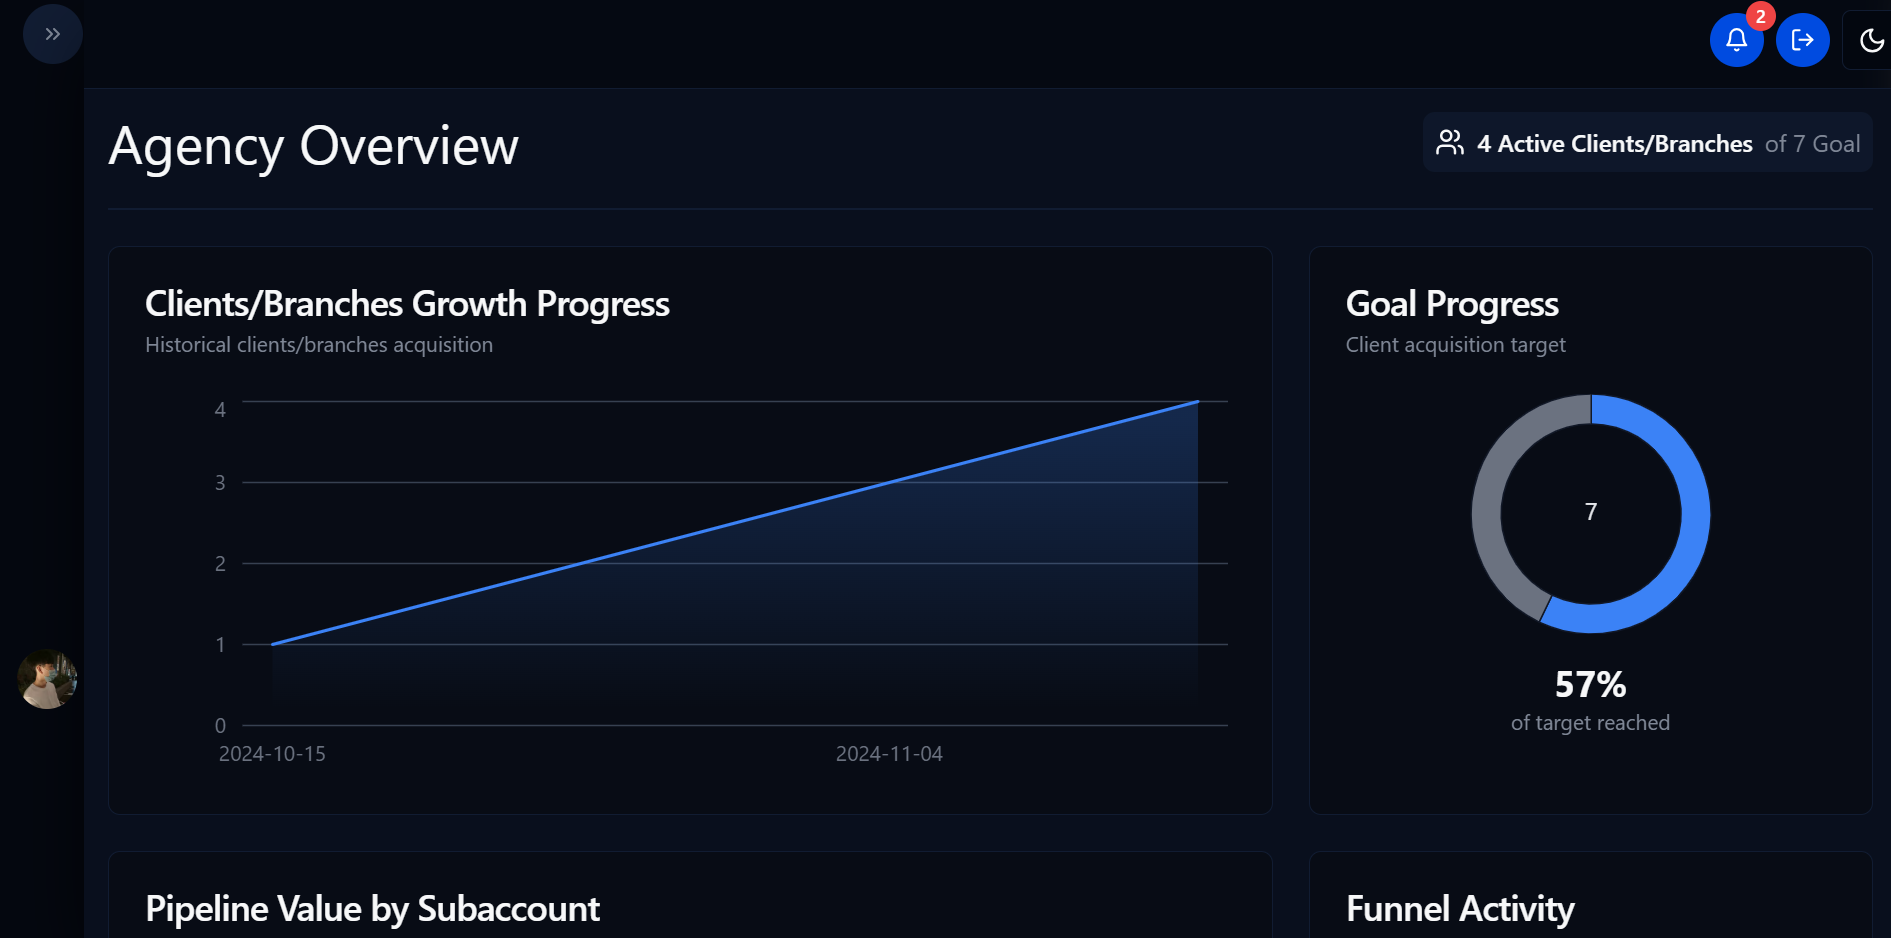 2
Agency Overview
4 Active Clients/Branches of 7 Goal
Clients/Branches Growth Progress
Historical clients/branches acquisition
4
3
2
1
0
2024-10-15
2024-11-04
Goal Progress
Client acquisition target
7
57%
of target reached
Pipeline Value by Subaccount
Funnel Activity